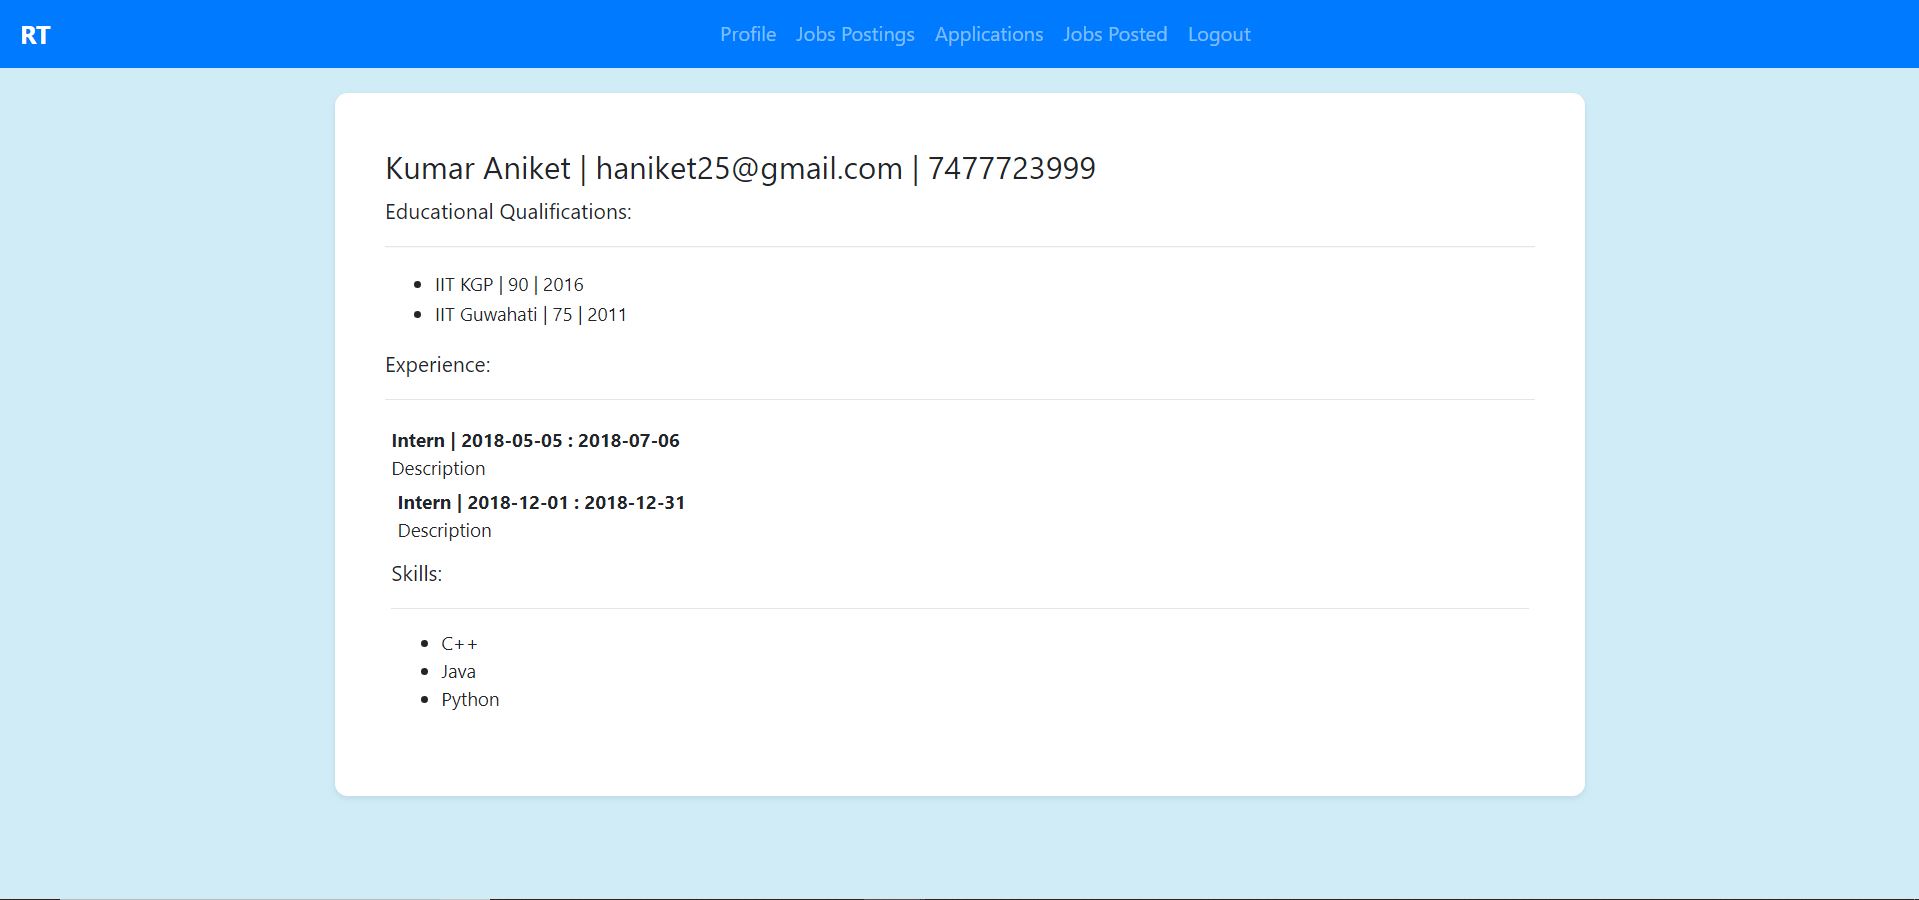 RT Profile Jobs Postings Applications Jobs Posted Logout
Kumar Aniket | haniket25@gmail.com | 7477723999
Educational Qualifications:
IIT KGP | 90 | 2016
IIT Guwahati | 75 | 2011
Experience:
Intern | 2018-05-05 : 2018-07-06
Description
Intern | 2018-12-01 : 2018-12-31
Description
Skills:
C++
Java
Python